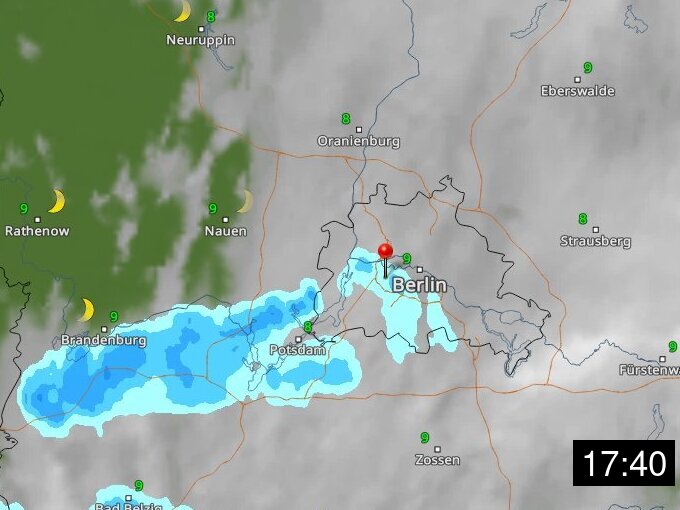 8
Neuruppin
9
Eberswalde
8
Oranienburg
9
Rathenow
9
Nauen
8
Strausberg
9
Berlin
9
Brandenburg
8
Potsdam
9
Fürstenwa
9
Zossen
17:40
9
Bad Belzig